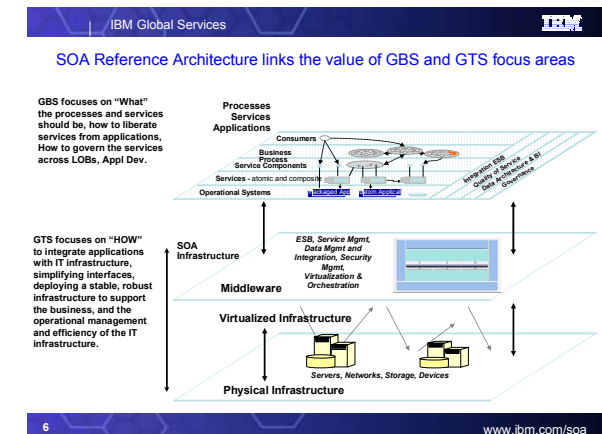 IBM Global Services
IBM
SOA Reference Architecture links the value of GBS and GTS focus areas
GBS focuses on “What”
the processes and services
should be, how to liberate
services from applications,
How to govern the services
across LOBs, Appl Dev.
Processes
Services
Applications
Consumers
Business
Process
Service Components
Services - atomic and composite
Operational Systems
ackaged App
stom Applicat
Integration ESB
Quality of Service
Data Architecture & BI
Governance
GTS focuses on “HOW”
to integrate applications
with IT infrastructure,
simplifying interfaces,
deploying a stable, robust
infrastructure to support
the business, and the
operational management
and efficiency of the IT
infrastructure.
SOA
Infrastructure
ESB, Service Mgmt,
Data Mgmt and
Integration, Security
Mgmt,
Virtualization &
Orchestration
Middleware
Virtualized Infrastructure
Servers, Networks, Storage, Devices
Physical Infrastructure
6
www.ibm.com/soa